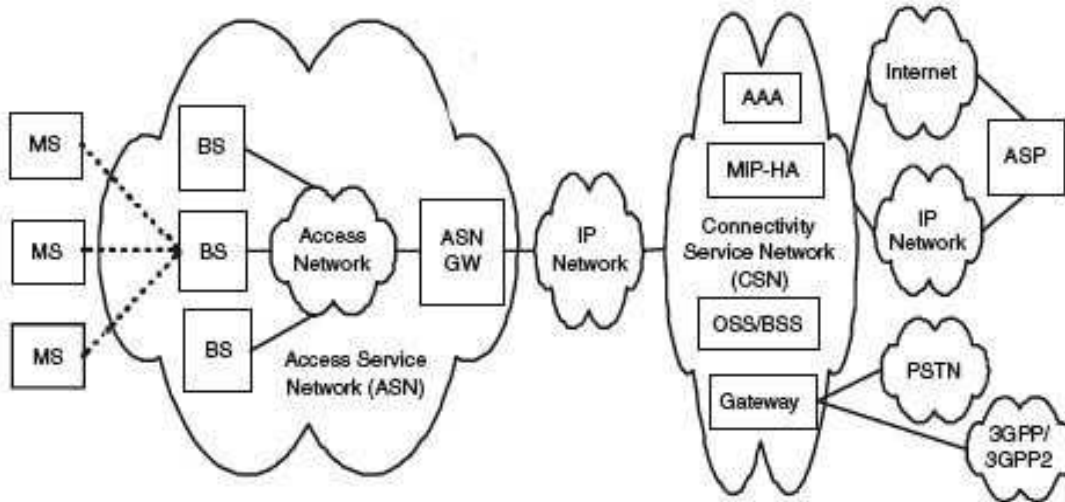 MS
MS
MS
BS
BS
BS
Access
Network
ASN
GW
Access Service
Network (ASN)
IP
Network
AAA
MIP-HA
Connectivity
Service Network
(CSN)
OSS/BSS
Gateway
Internet
IP
Network
ASP
PSTN
3GPP/
3GPP2